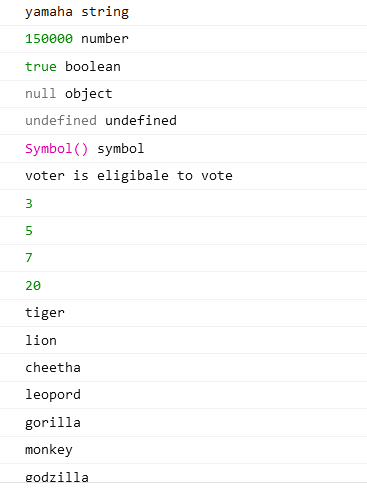 yamaha string
150000 number
true boolean
null object
undefined undefined
Symbol() symbol
voter is eligibale to vote
3
5
7
20
tiger
lion
cheetha
leopord
gorilla
monkey
godzilla